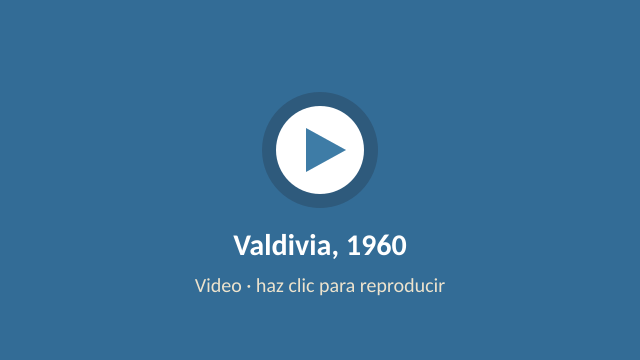 Valdivia, 1960
Video · haz clic para reproducir